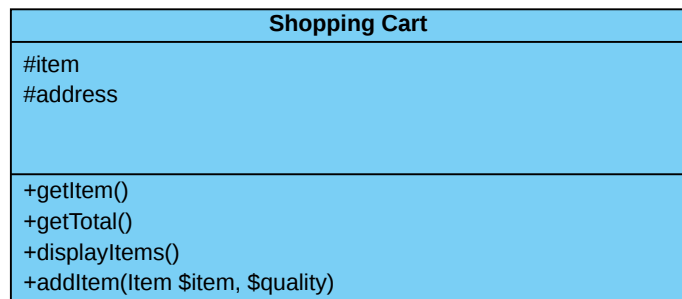 Shopping Cart
#item
#address
+getItem()
+getTotal()
+displayItems()
+addItem(Item $item, $quality)